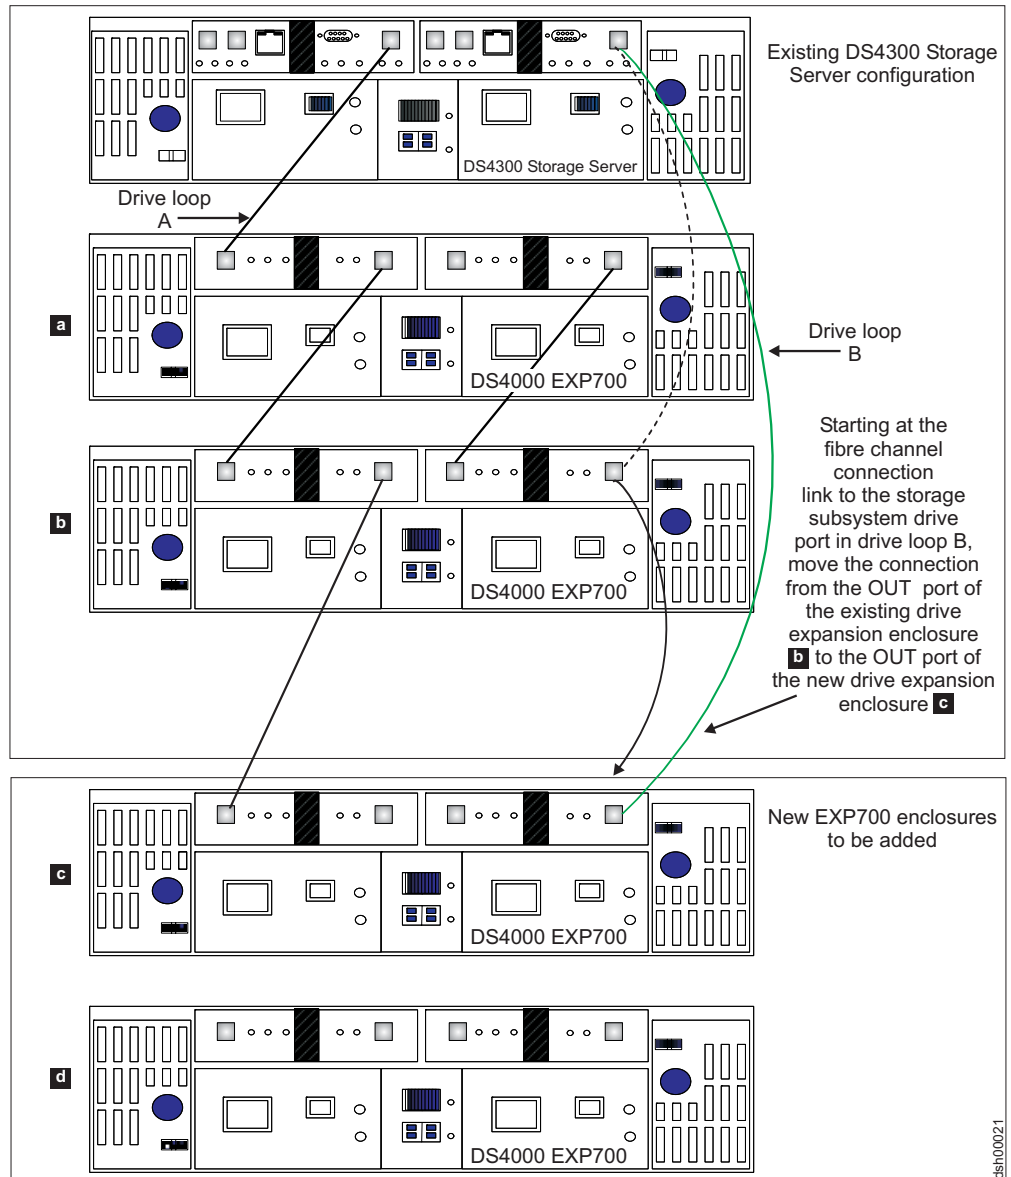 Existing DS4300 Storage
Server configuration
DS4300 Storage Server
Drive loop
A
a
DS4000 EXP700
Drive loop
B
b
DS4000 EXP700
Starting at the
fibre channel
connection
link to the storage
subsystem drive
port in drive loop B,
move the connection
from the OUT port of
the existing drive
expansion enclosure
b to the OUT port of
the new drive expansion
enclosure c
New EXP700 enclosures
to be added
c
DS4000 EXP700
d
DS4000 EXP700
dsh00021